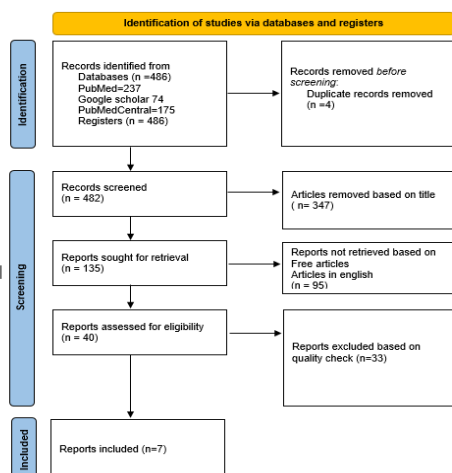 Identification of studies via databases and registers
Identification
Records identified from
Databases (n =486)
PubMed=237
Google scholar 74
PubMedCentral=175
Registers (n = 486)
Records removed before
screening:
Duplicate records removed
(n =4)
Screening
Records screened
(n = 482)
Articles removed based on title
( n= 347)
Reports sought for retrieval
(n = 135)
Reports not retrieved based on
Free articles
Articles in english
(n = 95)
Reports assessed for eligibility
(n = 40)
Reports excluded based on
quality check (n=33)
Included
Reports included (n=7)